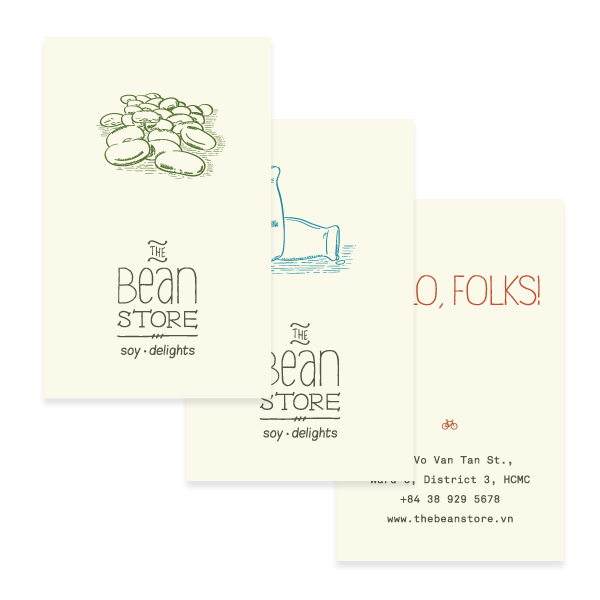 THE
Bean
STORE
soy · delights
THE
Bean
STORE
soy · delights
LO, FOLKS!
Vo Van Tan St.,
District 3, HCMC
+84 38 929 5678
www.thebeanstore.vn